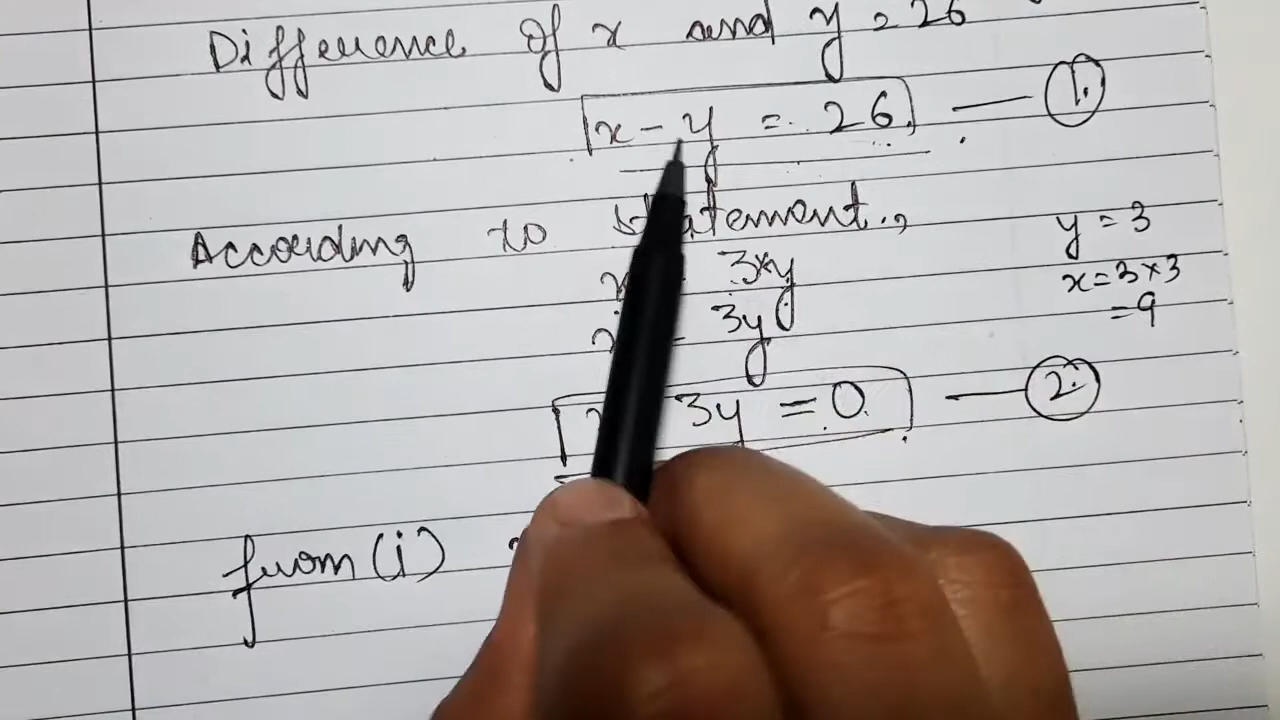 Difference of x and y = 26
x - y = 26 — 1.
According to statement.,
3xy
3y
y = 3
x = 3 × 3
= 9
3y = 0 — 2.
from (i)